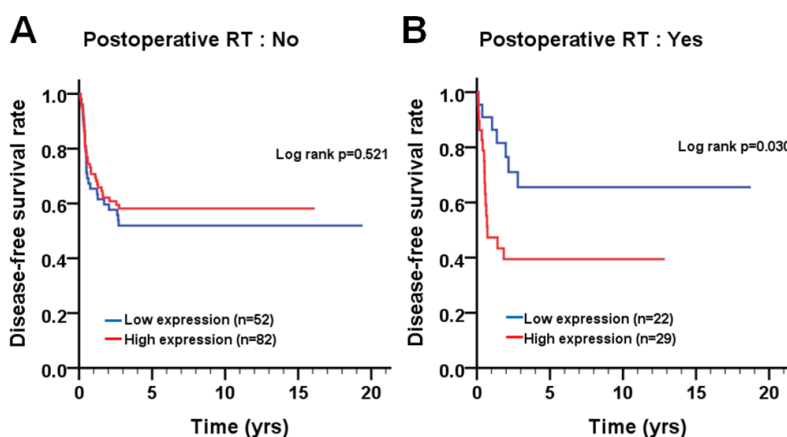 A
Postoperative RT : No
Disease-free survival rate
1.0
0.8
0.6
0.4
0.2
0.0
Log rank p=0.521
Low expression (n=52)
High expression (n=82)
0 5 10 15 20
Time (yrs)
B
Postoperative RT : Yes
Disease-free survival rate
1.0
0.8
0.6
0.4
0.2
0.0
Log rank p=0.030
Low expression (n=22)
High expression (n=29)
0 5 10 15 20
Time (yrs)